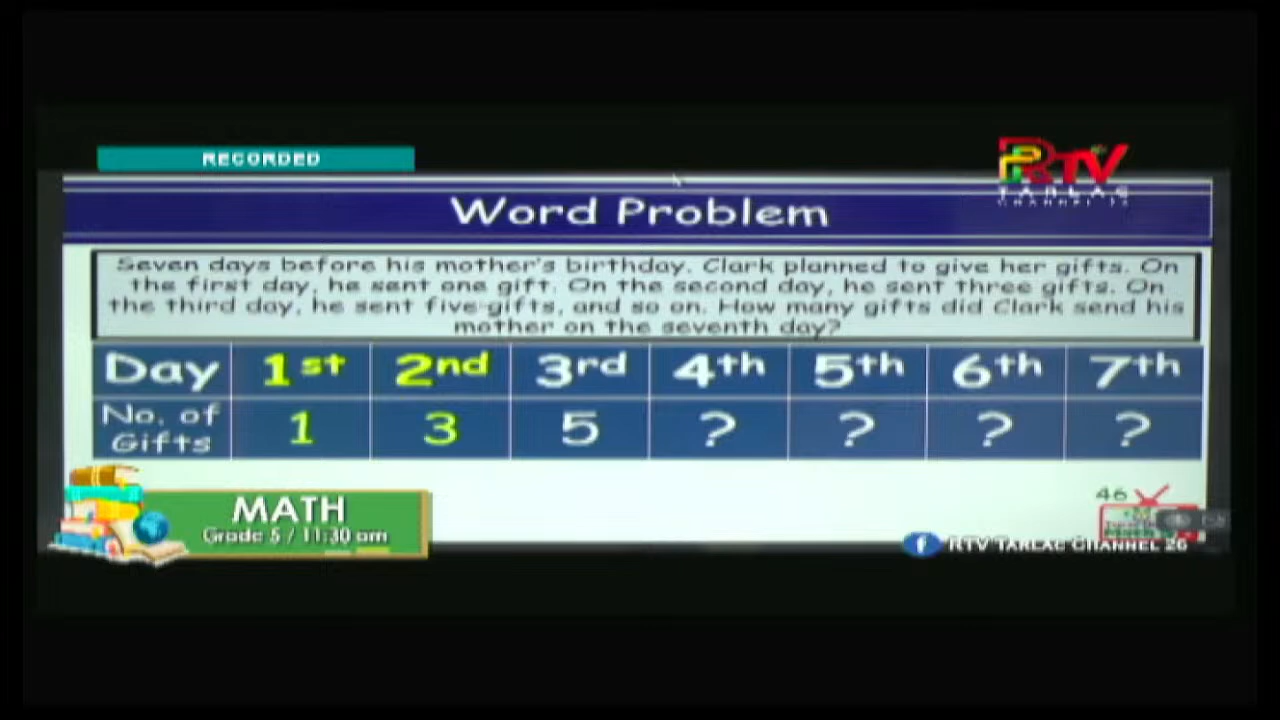 RECORDED
RTV
TARLAC
Word Problem
Seven days before his mother's birthday. Clark planned to give her gifts. On
the first day, he sent one gift. On the second day, he sent three gifts. On
the third day, he sent five gifts, and so on. How many gifts did Clark send his
mother on the seventh day?
Day 1st 2nd 3rd 4th 5th 6th 7th
No. of Gifts 1 3 5 ? ? ? ?
46
MATH
Grade 5 / 11:30 am
f RTV TARLAC CHANNEL 26